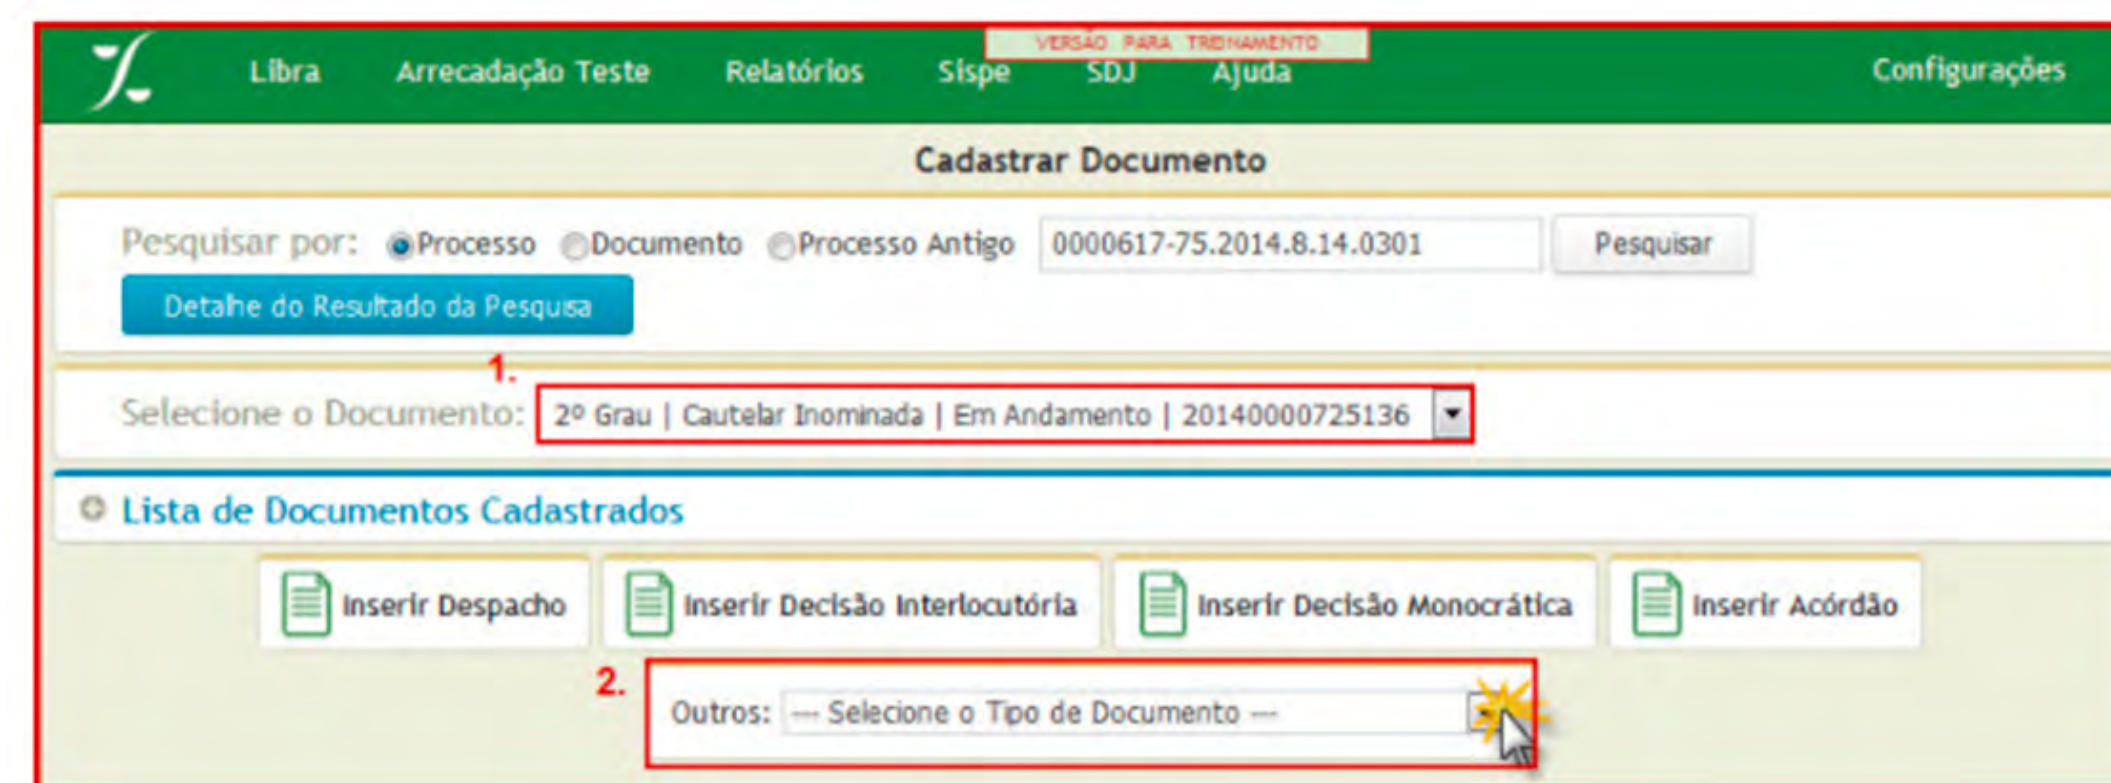 VERSÃO PARA TREINAMENTO
Libra Arrecadação Teste Relatórios Sispe SDJ Ajuda Configurações
Cadastrar Documento
Pesquisar por: Processo Documento Processo Antigo 0000617-75.2014.8.14.0301 Pesquisar
Detalhe do Resultado da Pesquisa
1.
Selecione o Documento: 2º Grau | Cautelar Inominada | Em Andamento | 20140000725136
Lista de Documentos Cadastrados
Inserir Despacho Inserir Decisão Interlocutória Inserir Decisão Monocrática Inserir Acórdão
2.
Outros: --- Selecione o Tipo de Documento ---